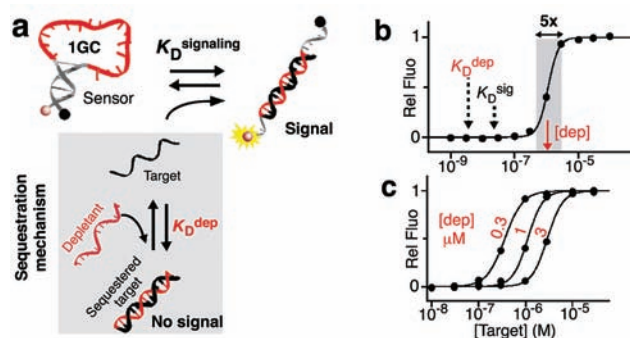 a
1GC
Sensor
K_D^signaling
Signal
Target
Depletant
K_D^dep
Sequestered
target
No signal
Sequestration
mechanism
b
5x
Rel Fluo
1
0
K_D^dep
K_D^sig
[dep]
10⁻⁹
10⁻⁷
10⁻⁵
c
Rel Fluo
1
0
[dep]
μM
0.3
1
3
10⁻⁸
10⁻⁷
10⁻⁶
10⁻⁵
[Target] (M)